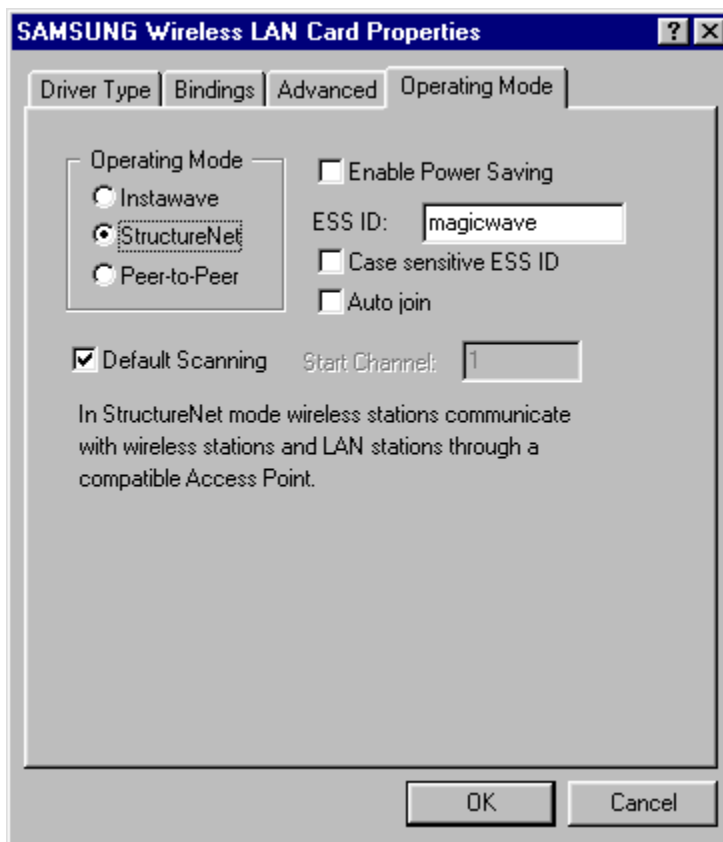 SAMSUNG Wireless LAN Card Properties
Driver Type Bindings Advanced Operating Mode
Operating Mode
Instawave
StructureNet
Peer-to-Peer
Enable Power Saving
ESS ID: magicwave
Case sensitive ESS ID
Auto join
Default Scanning Start Channel: 1
In StructureNet mode wireless stations communicate
with wireless stations and LAN stations through a
compatible Access Point.
OK Cancel